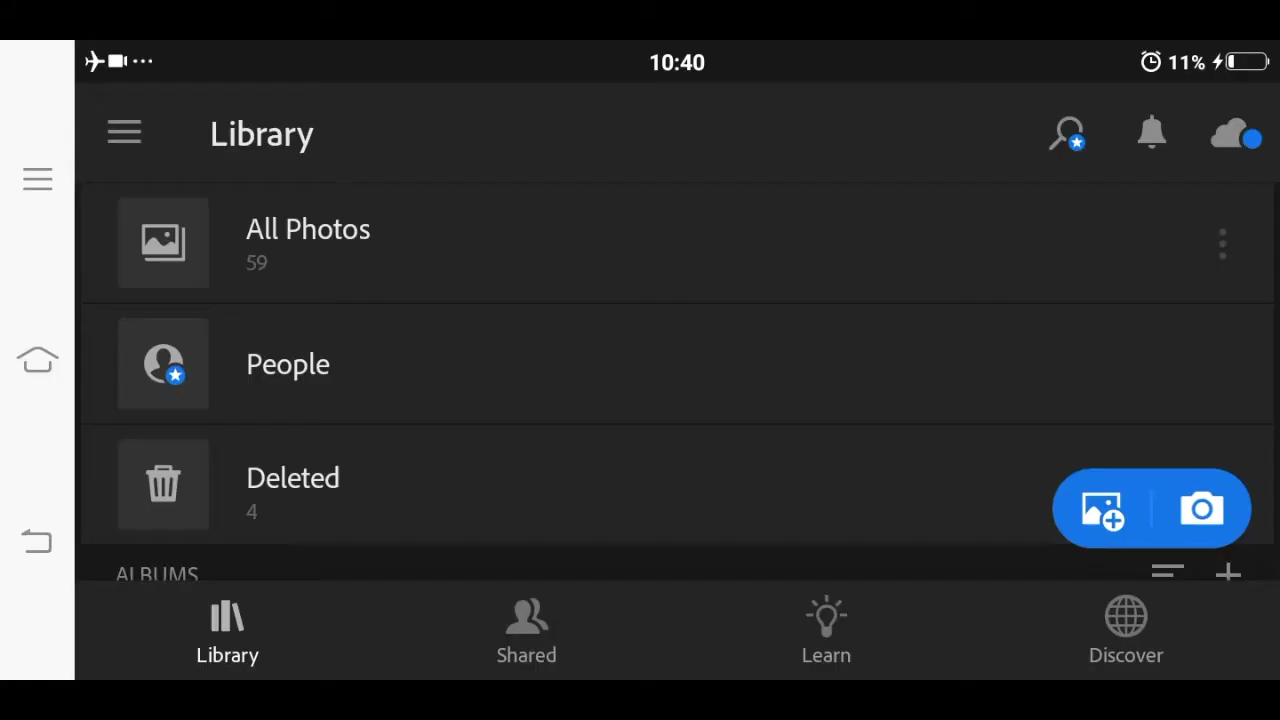 10:40
11%
Library
All Photos
59
People
Deleted
4
ALBUMS
Library
Shared
Learn
Discover